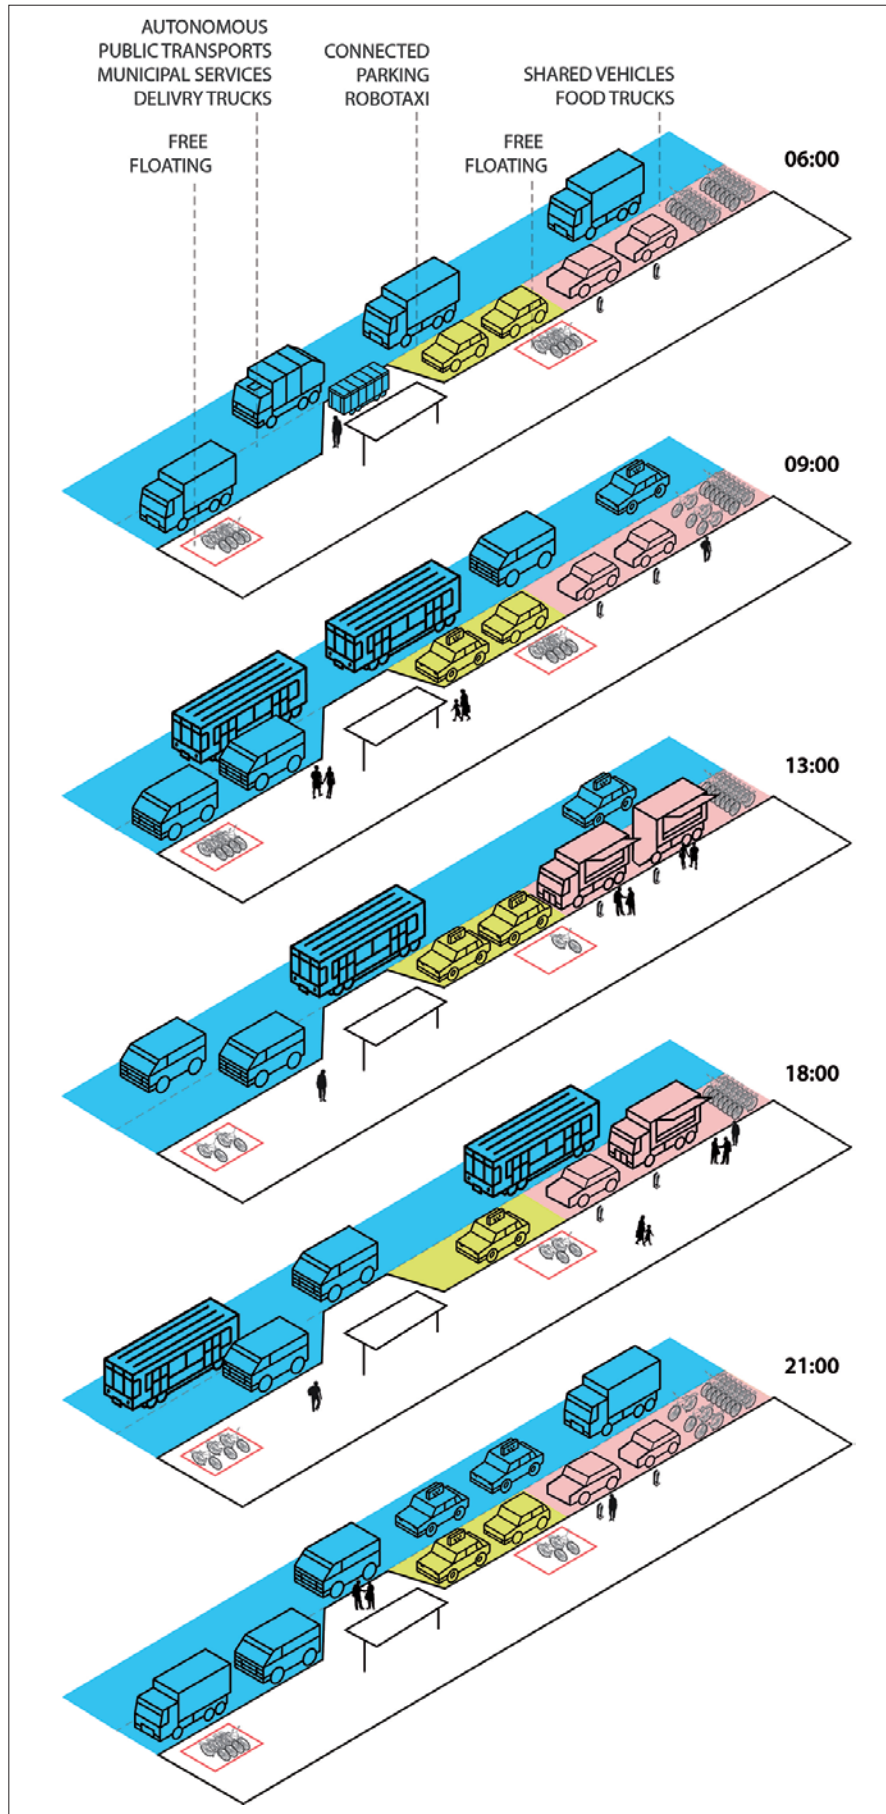 AUTONOMOUS
PUBLIC TRANSPORTS
MUNICIPAL SERVICES
DELIVRY TRUCKS
CONNECTED
PARKING
ROBOTAXI
SHARED VEHICLES
FOOD TRUCKS
FREE
FLOATING
FREE
FLOATING
06:00
09:00
13:00
18:00
21:00